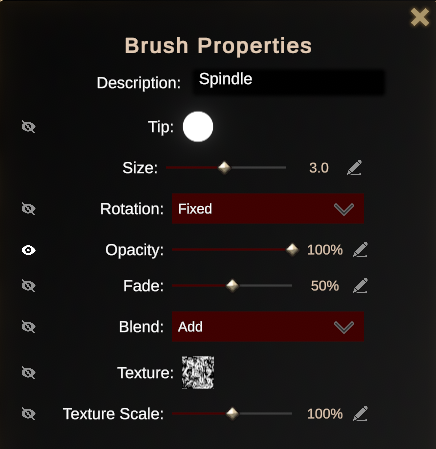 Brush Properties
Description: Spindle
Tip:
Size: 3.0
Rotation: Fixed
Opacity: 100%
Fade: 50%
Blend: Add
Texture:
Texture Scale: 100%